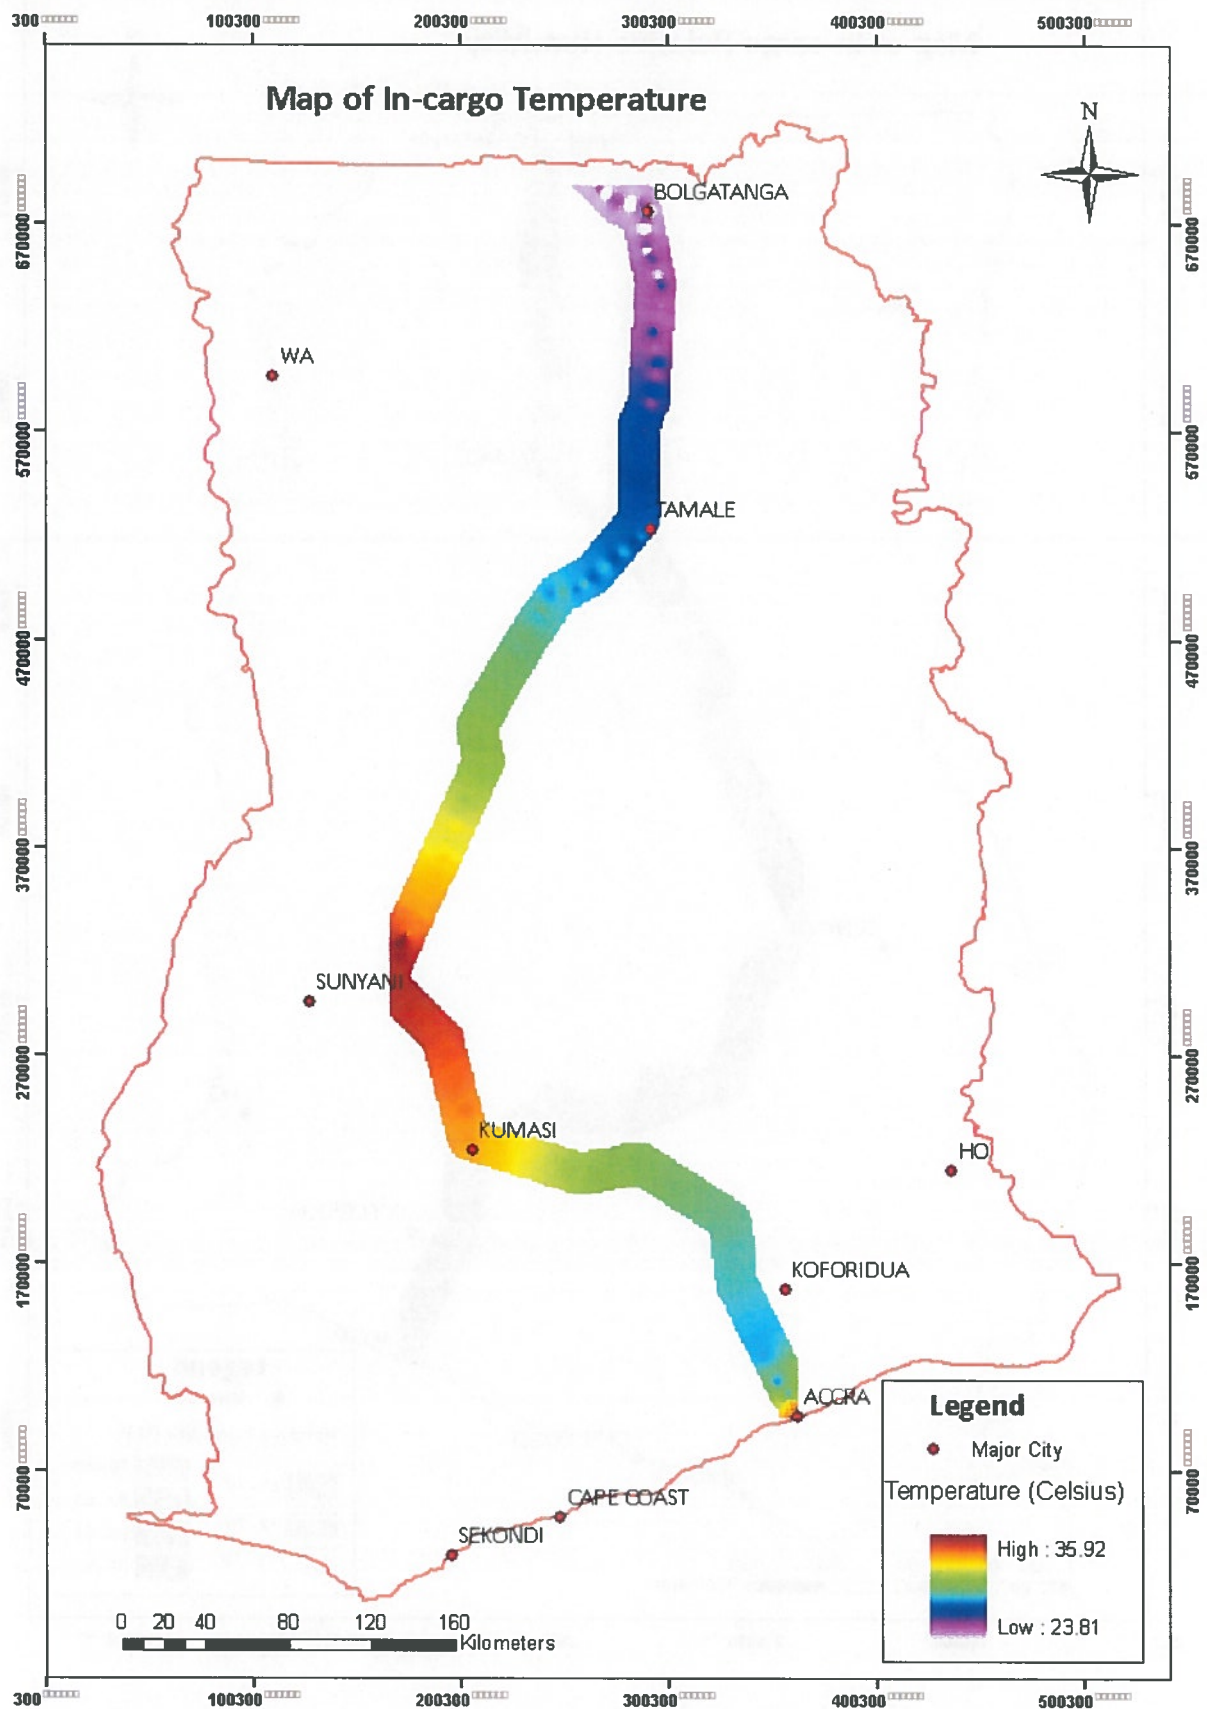 300 100300 200300 300300 400300 500300
Map of In-cargo Temperature
N
BOLGATANGA
670000 670000
WA
570000 570000
TAMALE
470000 470000
370000 370000
SUNYANI
270000 270000
KUMASI
HO
KOFORIDUA
170000 170000
ACCRA
Legend
Major City
70000 70000
Temperature (Celsius)
CAPE COAST
SEKONDI
High : 35.92
Low : 23.81
0 20 40 80 120 160
Kilometers
300 100300 200300 300300 400300 500300